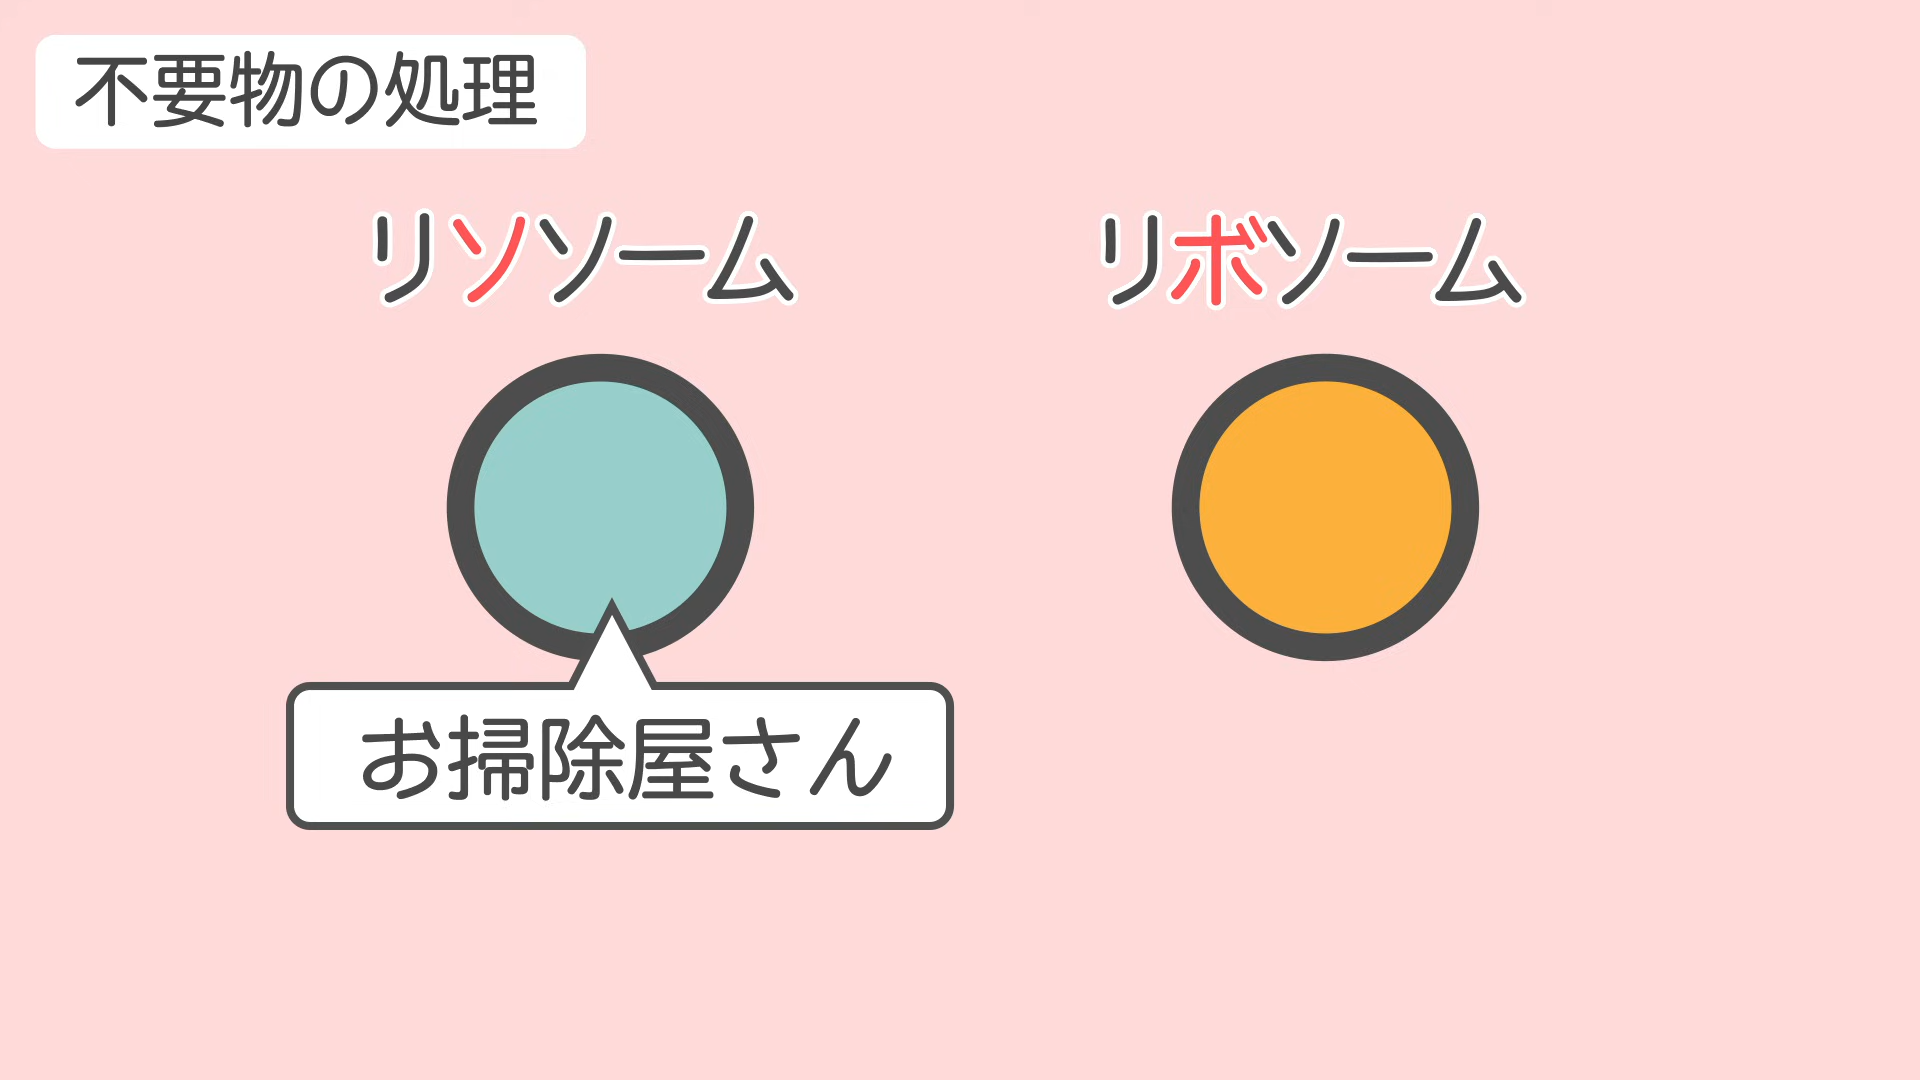 不要物の処理
リソソーム
リボソーム
お掃除屋さん